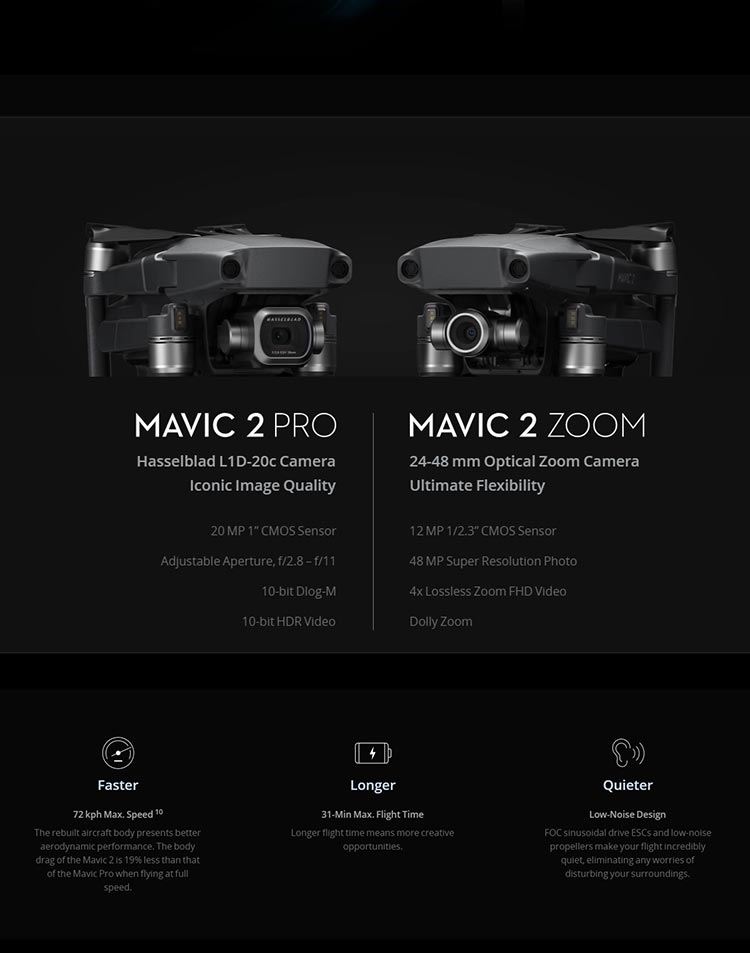 MAVIC 2
HASSELBLAD
MAVIC 2 PRO
Hasselblad L1D-20c Camera
Iconic Image Quality
20 MP 1” CMOS Sensor
Adjustable Aperture, f/2.8 – f/11
10-bit Dlog-M
10-bit HDR Video
MAVIC 2 ZOOM
24-48 mm Optical Zoom Camera
Ultimate Flexibility
12 MP 1/2.3” CMOS Sensor
48 MP Super Resolution Photo
4x Lossless Zoom FHD Video
Dolly Zoom
Faster
72 kph Max. Speed 10
The rebuilt aircraft body presents better
aerodynamic performance. The body
drag of the Mavic 2 is 19% less than that
of the Mavic Pro when flying at full
speed.
Longer
31-Min Max. Flight Time
Longer flight time means more creative
opportunities.
Quieter
Low-Noise Design
FOC sinusoidal drive ESCs and low-noise
propellers make your flight incredibly
quiet, eliminating any worries of
disturbing your surroundings.